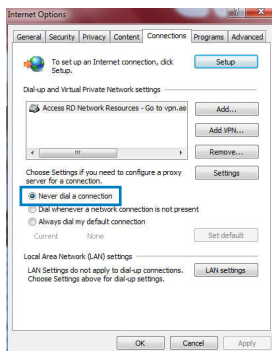 Internet Options
General Security Privacy Content Connections Programs Advanced
To set up an Internet connection, click
Setup.
Setup
Dial-up and Virtual Private Network settings
Access RD Network Resources - Go to vpn.as
Add...
Add VPN...
Remove...
Choose Settings if you need to configure a proxy
server for a connection.
Settings
Never dial a connection
Dial whenever a network connection is not present
Always dial my default connection
Current None
Set default
Local Area Network (LAN) settings
LAN Settings do not apply to dial-up connections.
Choose Settings above for dial-up settings.
LAN settings
OK Cancel Apply